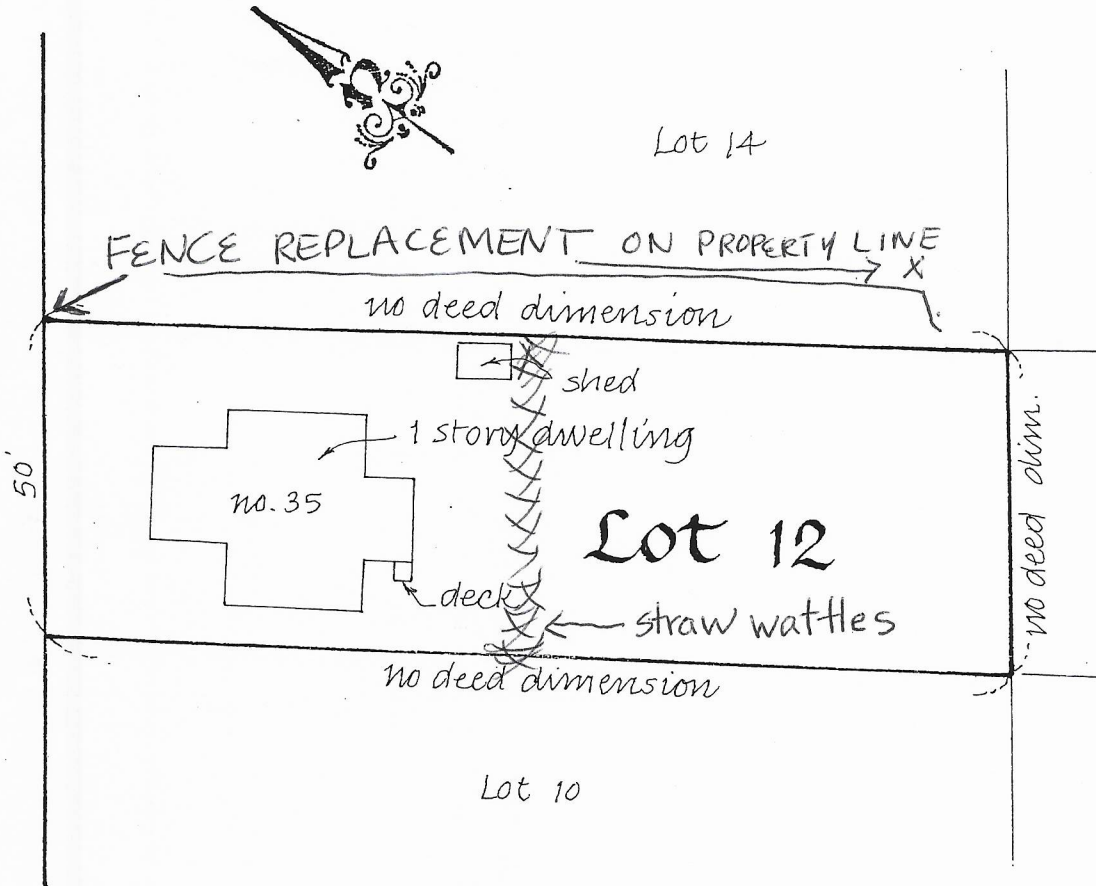 Lot 14
FENCE REPLACEMENT ON PROPERTY LINE
X
no deed dimension
shed
1 story dwelling
no. 35
50'
Lot 12
no deed dim.
deck
straw wattles
no deed dimension
Lot 10